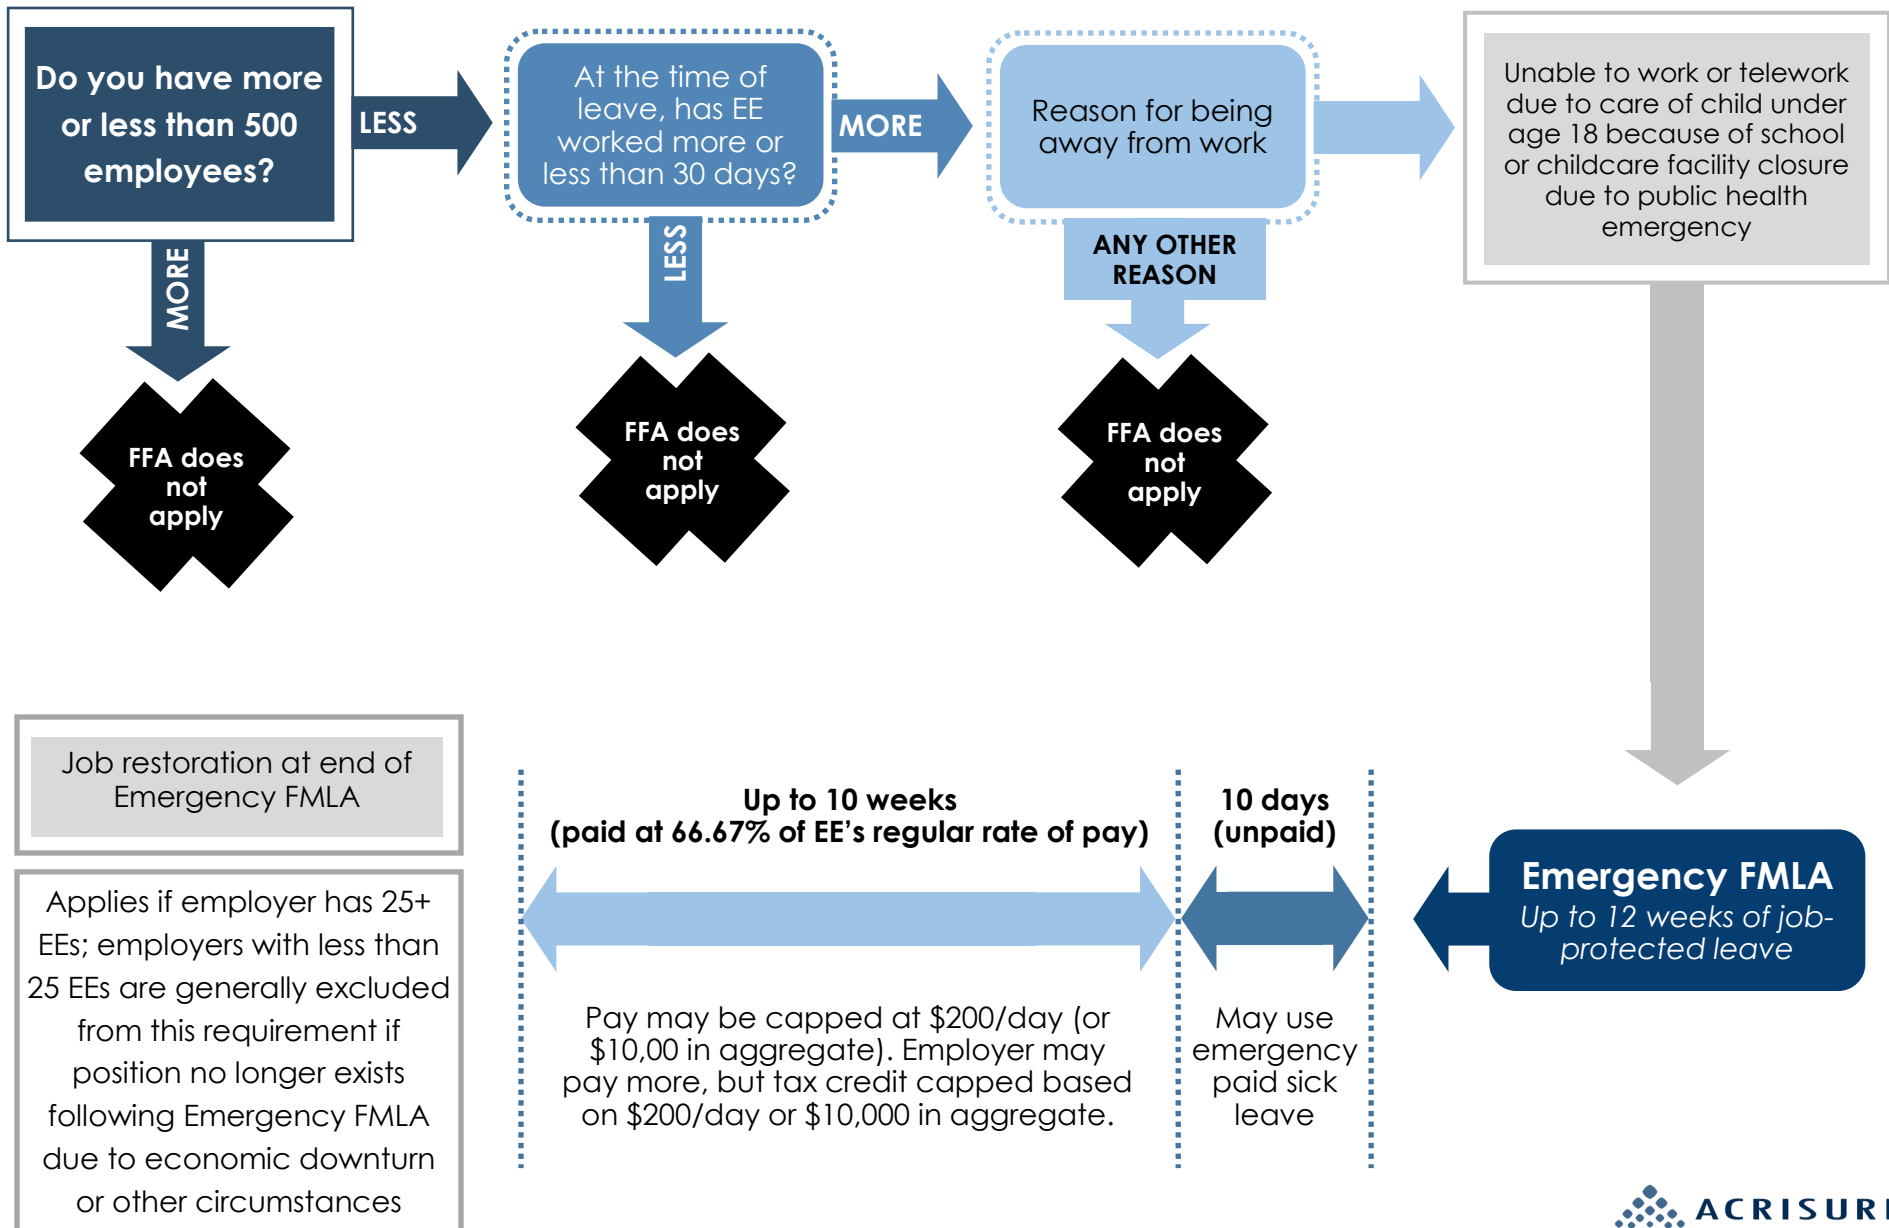 Do you have more
or less than 500
employees?
LESS
At the time of
leave, has EE
worked more or
less than 30 days?
MORE
Reason for being
away from work
Unable to work or telework
due to care of child under
age 18 because of school
or childcare facility closure
due to public health
emergency
MORE
LESS
ANY OTHER
REASON
FFA does
not
apply
FFA does
not
apply
FFA does
not
apply
Job restoration at end of
Emergency FMLA
Applies if employer has 25+
EEs; employers with less than
25 EEs are generally excluded
from this requirement if
position no longer exists
following Emergency FMLA
due to economic downturn
or other circumstances
Up to 10 weeks
(paid at 66.67% of EE's regular rate of pay)
10 days
(unpaid)
Pay may be capped at $200/day (or
$10,00 in aggregate). Employer may
pay more, but tax credit capped based
on $200/day or $10,000 in aggregate.
May use
emergency
paid sick
leave
Emergency FMLA
Up to 12 weeks of job-
protected leave
ACRISURE